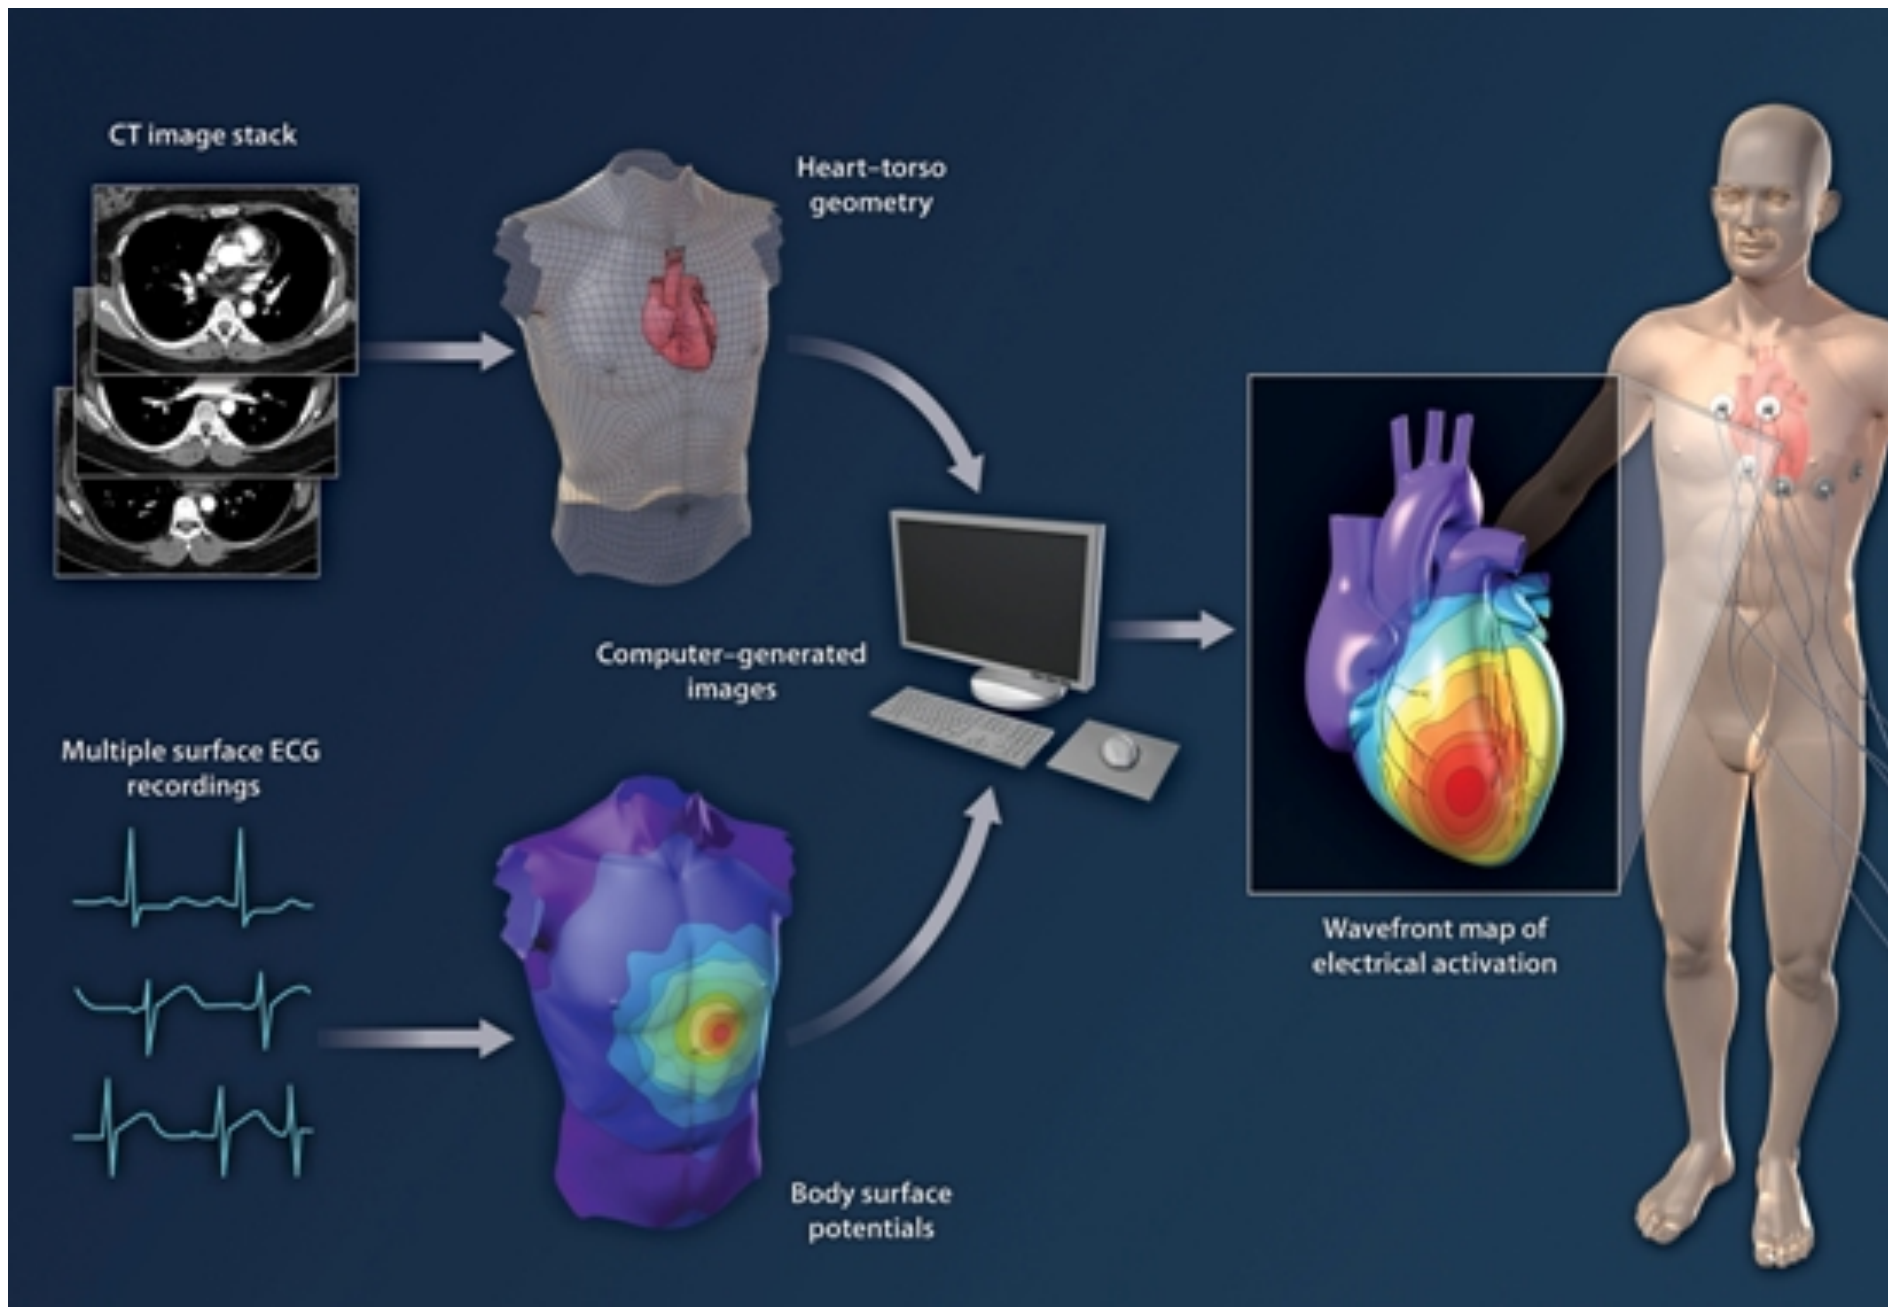 CT image stack
Heart–torso
geometry
Computer–generated
images
Multiple surface ECG
recordings
Wavefront map of
electrical activation
Body surface
potentials